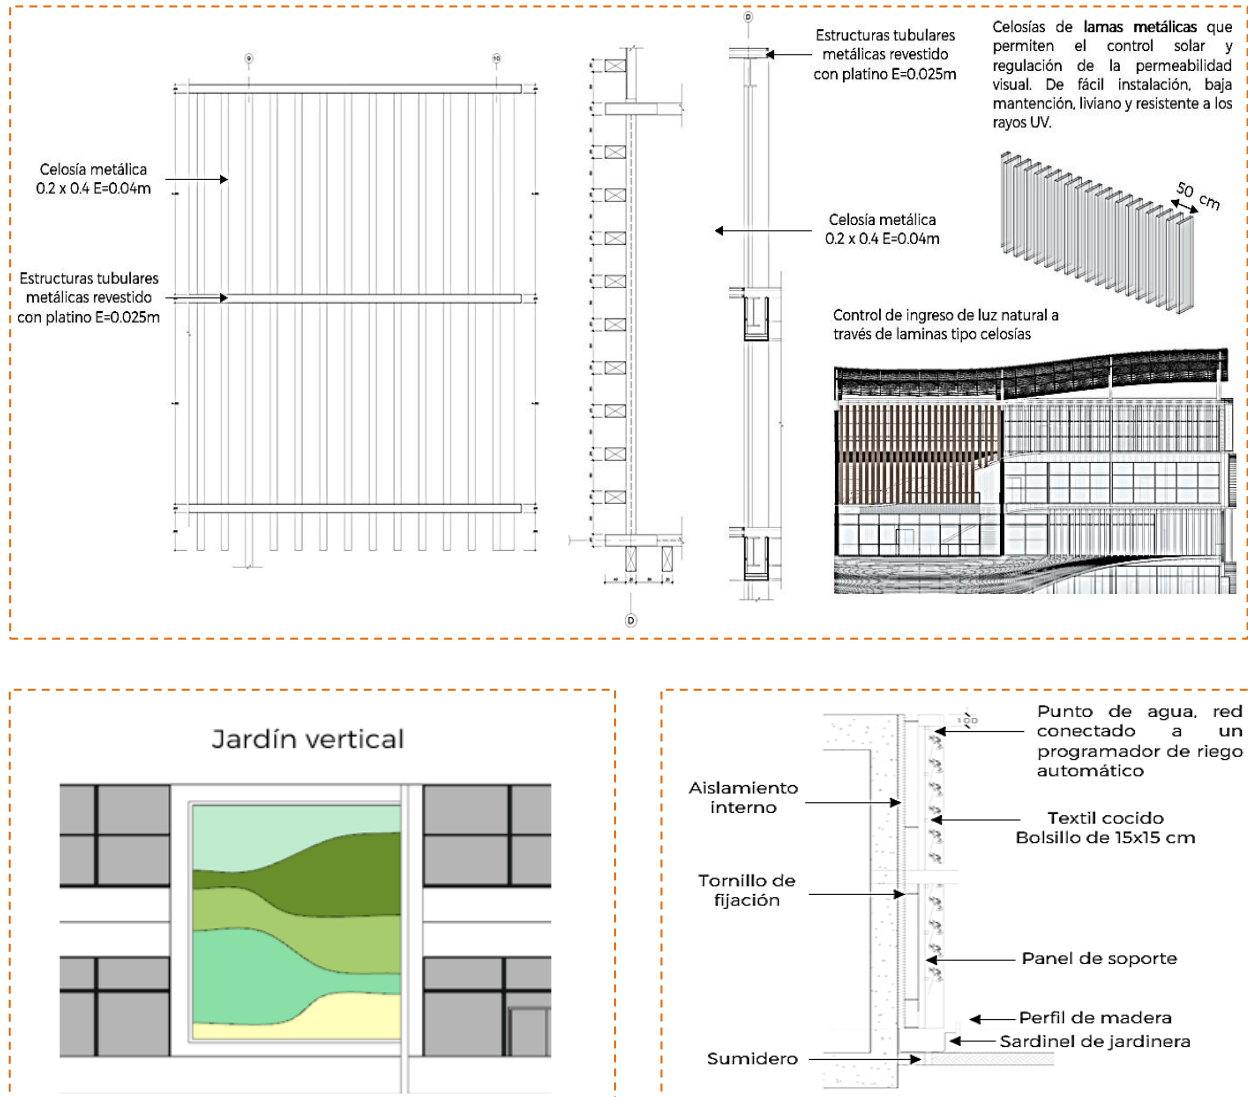 9
10
Celosía metálica
0.2 x 0.4 E=0.04m
Estructuras tubulares
metálicas revestido
con platino E=0.025m
D
D
Estructuras tubulares
metálicas revestido
con platino E=0.025m
Celosía metálica
0.2 x 0.4 E=0.04m
Celosías de lamas metálicas que
permiten el control solar y
regulación de la permeabilidad
visual. De fácil instalación, baja
mantención, liviano y resistente a los
rayos UV.
50 cm
Control de ingreso de luz natural a
través de laminas tipo celosías
Jardín vertical
Aislamiento
interno
Tornillo de
fijación
Sumidero
100
Punto de agua, red
conectado a un
programador de riego
automático
Textil cocido
Bolsillo de 15x15 cm
Panel de soporte
Perfil de madera
Sardinel de jardinera